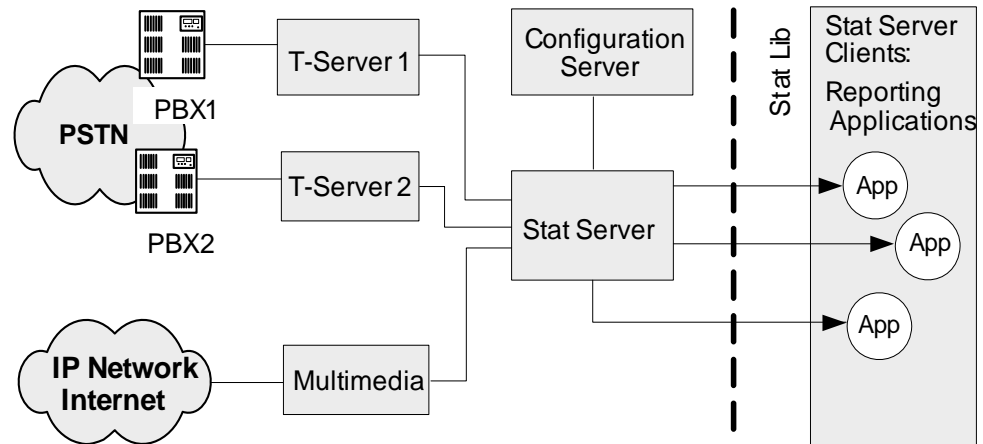 PSTN
PBX1
PBX2
T-Server 1
T-Server 2
IP Network
Internet
Multimedia
Configuration
Server
Stat Server
Stat Lib
Stat Server
Clients:
Reporting
Applications
App
App
App